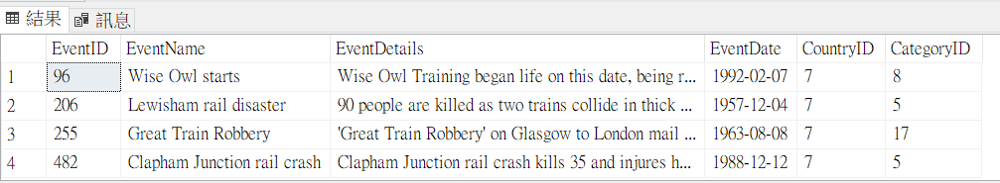 結果 訊息
EventID EventName EventDetails EventDate CountryID CategoryID
1 96 Wise Owl starts Wise Owl Training began life on this date, being r... 1992-02-07 7 8
2 206 Lewisham rail disaster 90 people are killed as two trains collide in thick ... 1957-12-04 7 5
3 255 Great Train Robbery 'Great Train Robbery' on Glasgow to London mail ... 1963-08-08 7 17
4 482 Clapham Junction rail crash Clapham Junction rail crash kills 35 and injures h... 1988-12-12 7 5